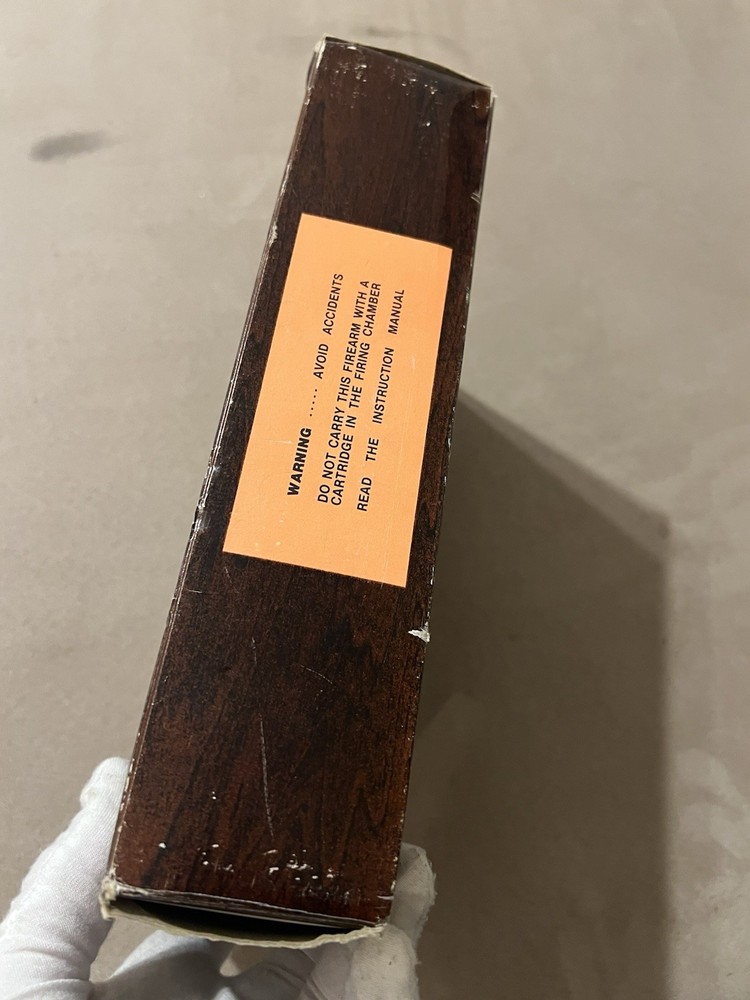 WARNING ..... AVOID ACCIDENTS
DO NOT CARRY THIS FIREARM WITH A
CARTRIDGE IN THE FIRING CHAMBER
READ THE INSTRUCTION MANUAL